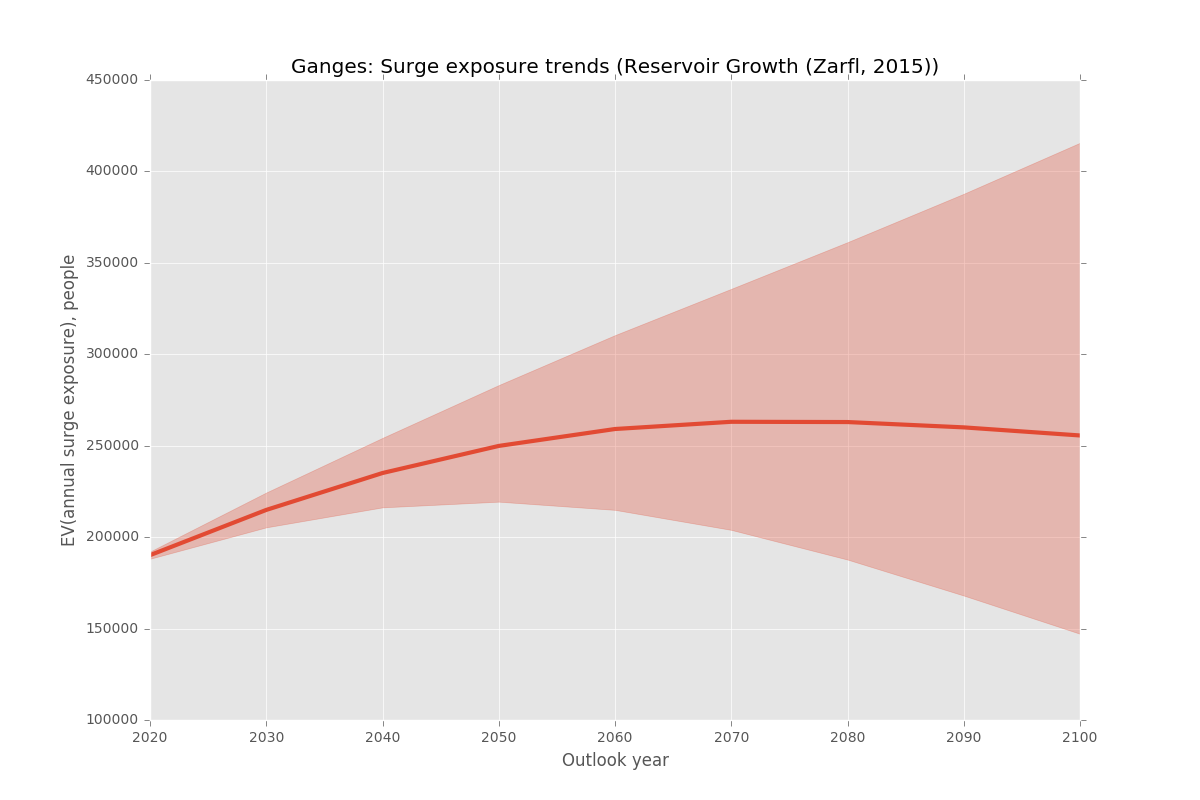 Ganges: Surge exposure trends (Reservoir Growth (Zarfl, 2015))
450000
400000
350000
300000
250000
200000
150000
100000
EV(annual surge exposure), people
2020 2030 2040 2050 2060 2070 2080 2090 2100
Outlook year